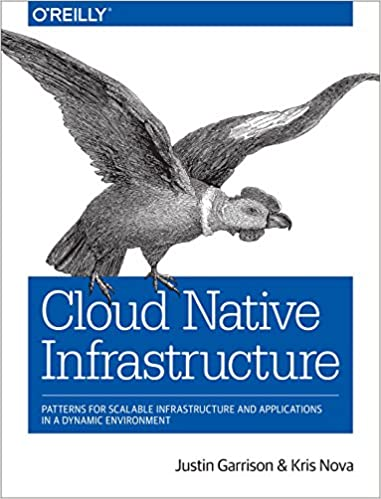 O'REILLY®
Cloud Native
Infrastructure
PATTERNS FOR SCALABLE INFRASTRUCTURE AND APPLICATIONS
IN A DYNAMIC ENVIRONMENT
Justin Garrison & Kris Nova